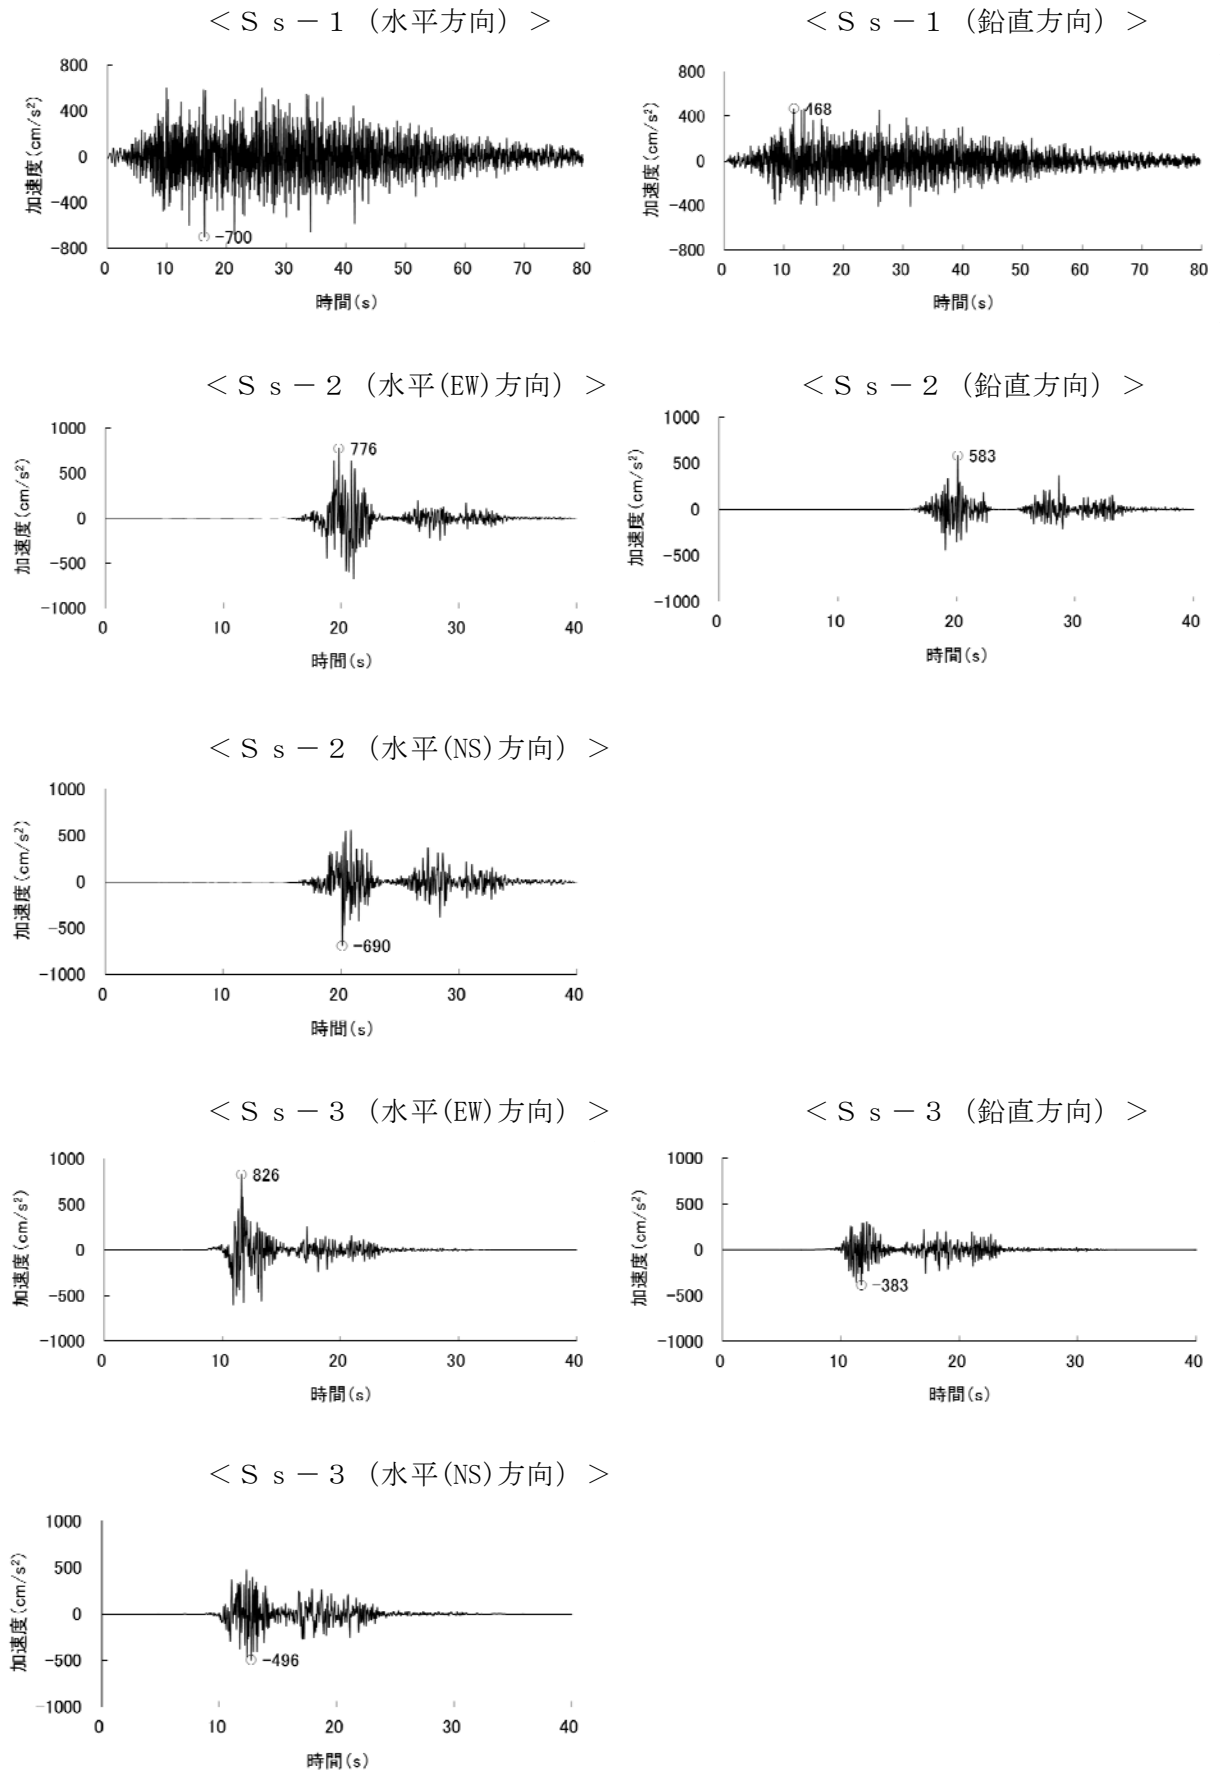 ＜Ｓｓ－１（水平方向）＞
800
400
0
-400
-800
加速度(cm/s²)
-700
0 10 20 30 40 50 60 70 80
時間(s)
＜Ｓｓ－１（鉛直方向）＞
800
400
0
-400
-800
加速度(cm/s²)
468
0 10 20 30 40 50 60 70 80
時間(s)
＜Ｓｓ－２（水平(EW)方向）＞
1000
500
0
-500
-1000
加速度(cm/s²)
776
0 10 20 30 40
時間(s)
＜Ｓｓ－２（鉛直方向）＞
1000
500
0
-500
-1000
加速度(cm/s²)
583
0 10 20 30 40
時間(s)
＜Ｓｓ－２（水平(NS)方向）＞
1000
500
0
-500
-1000
加速度(cm/s²)
-690
0 10 20 30 40
時間(s)
＜Ｓｓ－３（水平(EW)方向）＞
1000
500
0
-500
-1000
加速度(cm/s²)
826
0 10 20 30 40
時間(s)
＜Ｓｓ－３（鉛直方向）＞
1000
500
0
-500
-1000
加速度(cm/s²)
-383
0 10 20 30 40
時間(s)
＜Ｓｓ－３（水平(NS)方向）＞
1000
500
0
-500
-1000
加速度(cm/s²)
-496
0 10 20 30 40
時間(s)